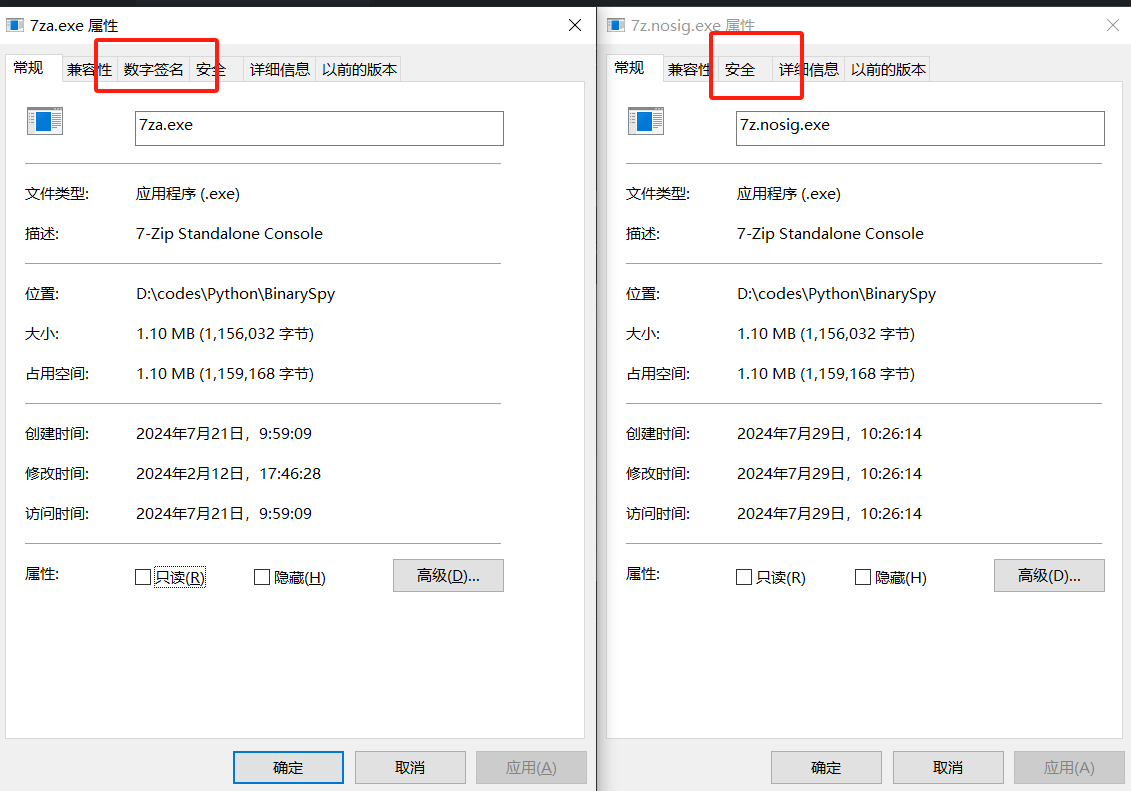 7za.exe 属性
常规 兼容性 数字签名 安全 详细信息 以前的版本
7za.exe
文件类型: 应用程序 (.exe)
描述: 7-Zip Standalone Console
位置: D:\codes\Python\BinarySpy
大小: 1.10 MB (1,156,032 字节)
占用空间: 1.10 MB (1,159,168 字节)
创建时间: 2024年7月21日，9:59:09
修改时间: 2024年2月12日，17:46:28
访问时间: 2024年7月21日，9:59:09
属性: 只读(R) 隐藏(H) 高级(D)...
确定 取消 应用(A)
7z.nosig.exe 属性
常规 兼容性 安全 详细信息 以前的版本
7z.nosig.exe
文件类型: 应用程序 (.exe)
描述: 7-Zip Standalone Console
位置: D:\codes\Python\BinarySpy
大小: 1.10 MB (1,156,032 字节)
占用空间: 1.10 MB (1,159,168 字节)
创建时间: 2024年7月29日，10:26:14
修改时间: 2024年7月29日，10:26:14
访问时间: 2024年7月29日，10:26:14
属性: 只读(R) 隐藏(H) 高级(D)...
确定 取消 应用(A)